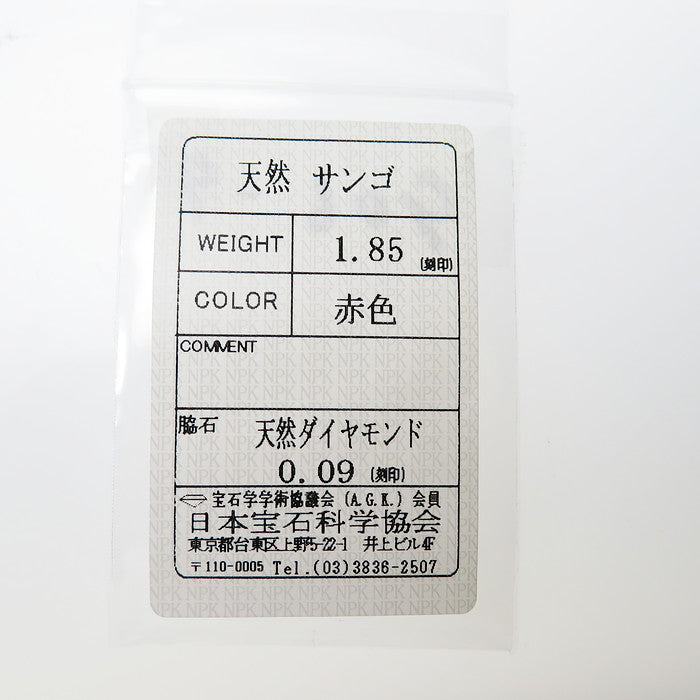 天然 サンゴ
WEIGHT 1.85 (刻印)
COLOR 赤色
COMMENT
脇石 天然ダイヤモンド
0.09 (刻印)
宝石学学術協議会 (A.G.K.) 会員
日本宝石科学協会
東京都台東区上野5-22-1 井上ビル4F
〒110-0005 Tel.(03)3836-2507